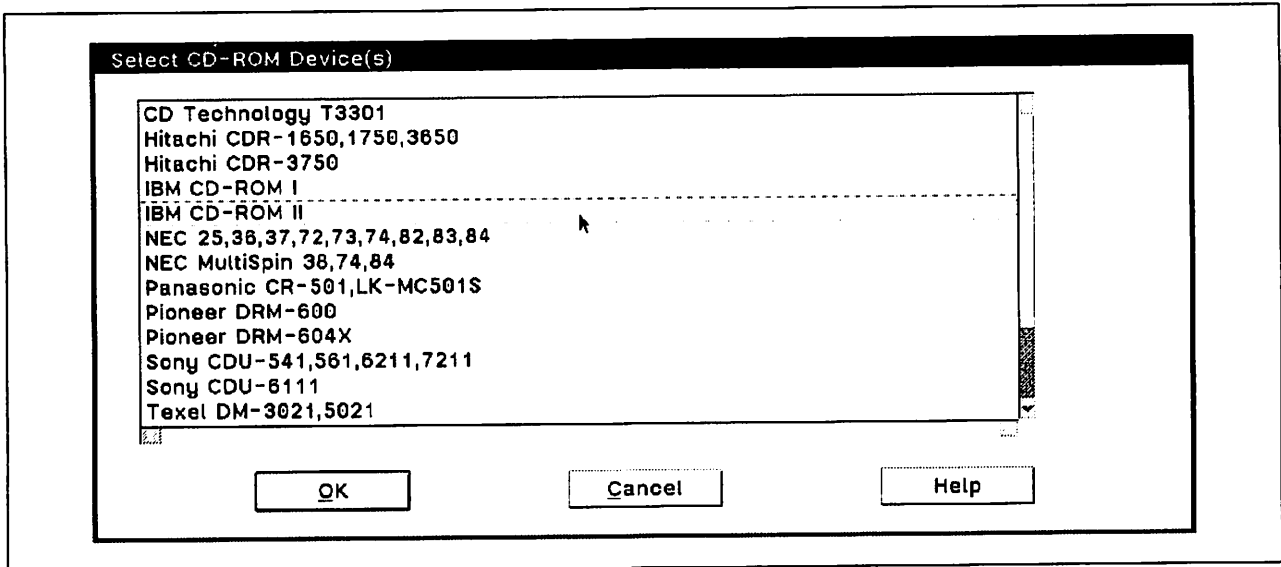 Select CD-ROM Device(s)
CD Technology T3301
Hitachi CDR-1650,1750,3650
Hitachi CDR-3750
IBM CD-ROM I
IBM CD-ROM II
NEC 25,36,37,72,73,74,82,83,84
NEC MultiSpin 38,74,84
Panasonic CR-501,LK-MC501S
Pioneer DRM-600
Pioneer DRM-604X
Sony CDU-541,561,6211,7211
Sony CDU-6111
Texel DM-3021,5021
OK
Cancel
Help